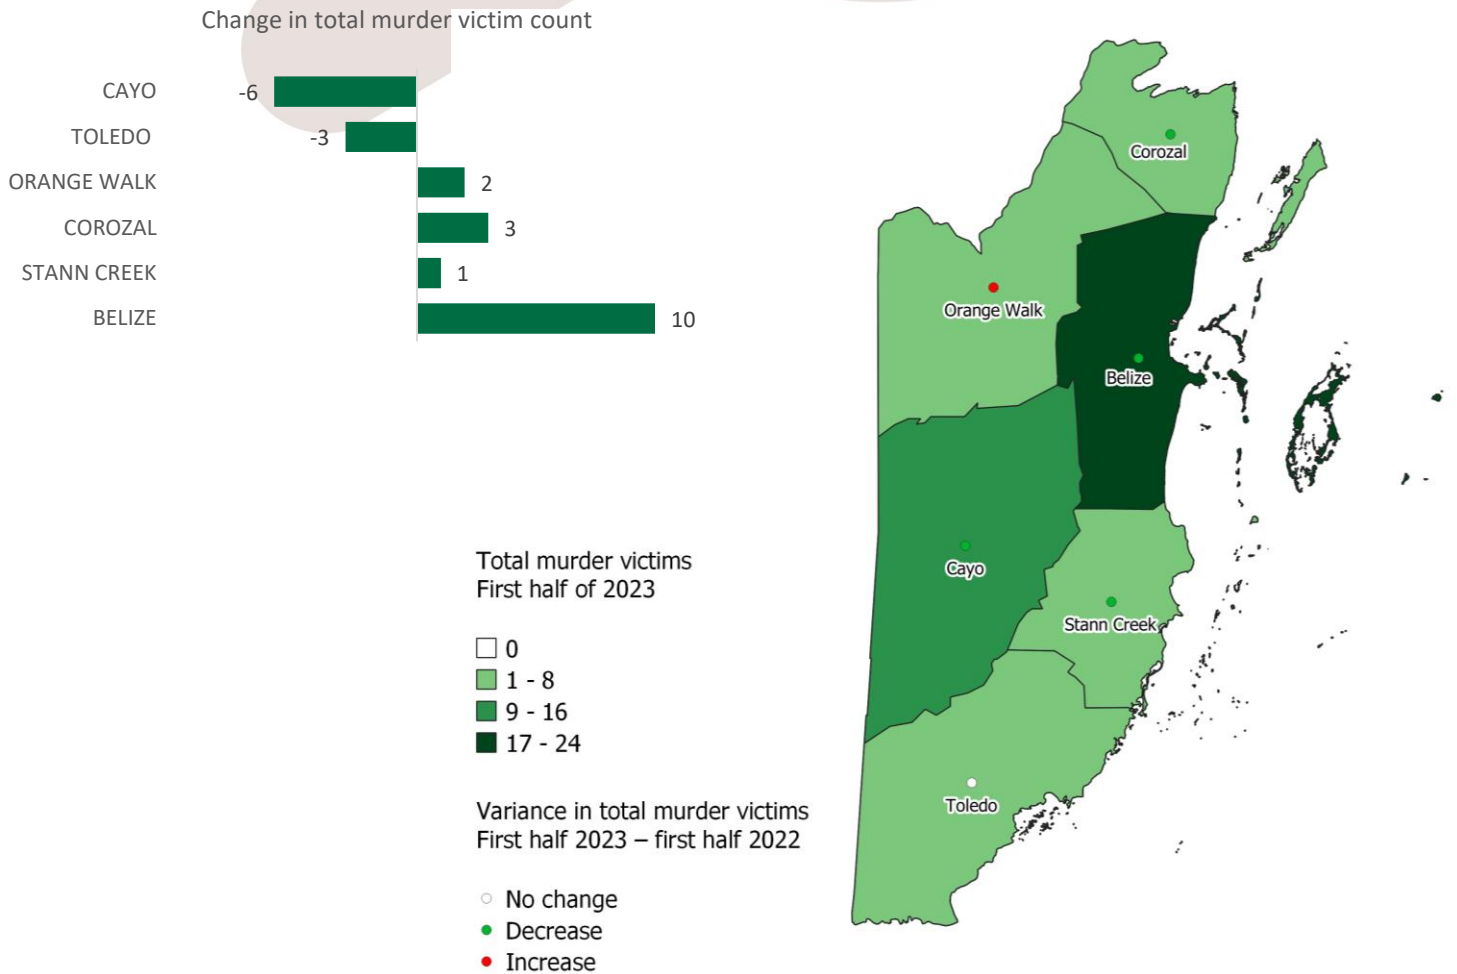 Change in total murder victim count
CAYO
-6
TOLEDO
-3
ORANGE WALK
2
COROZAL
3
STANN CREEK
1
BELIZE
10
Corozal
Orange Walk
Belize
Cayo
Stann Creek
Toledo
Total murder victims
First half of 2023
0
1 - 8
9 - 16
17 - 24
Variance in total murder victims
First half 2023 – first half 2022
No change
Decrease
Increase